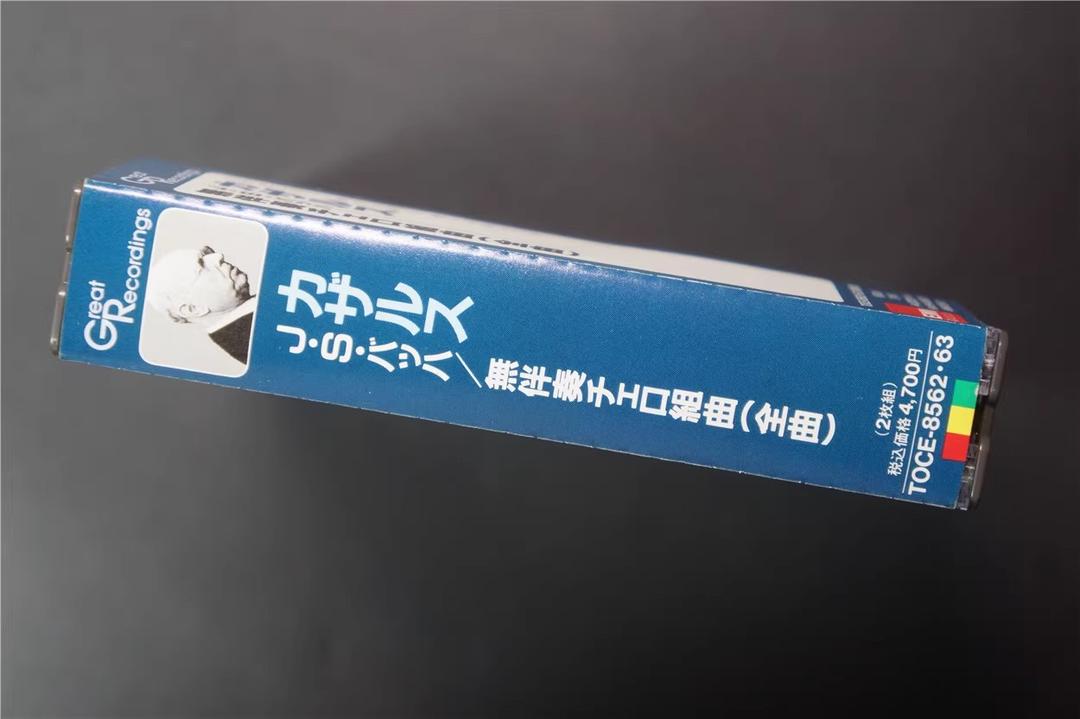 Great
Recordings
カザルス
J・S・バッハ／無伴奏チェロ組曲(全曲)
(2枚組)
税込価格4,700円
TOCE-8562・63